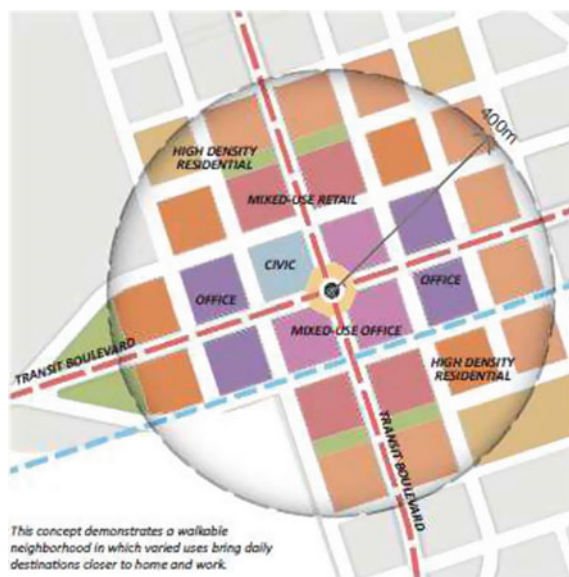 400m
HIGH DENSITY
RESIDENTIAL
MIXED-USE RETAIL
CIVIC
OFFICE
OFFICE
MIXED-USE OFFICE
TRANSIT BOULEVARD
HIGH DENSITY
RESIDENTIAL
TRANSIT BOULEVARD
This concept demonstrates a walkable
neighborhood in which varied uses bring daily
destinations closer to home and work.